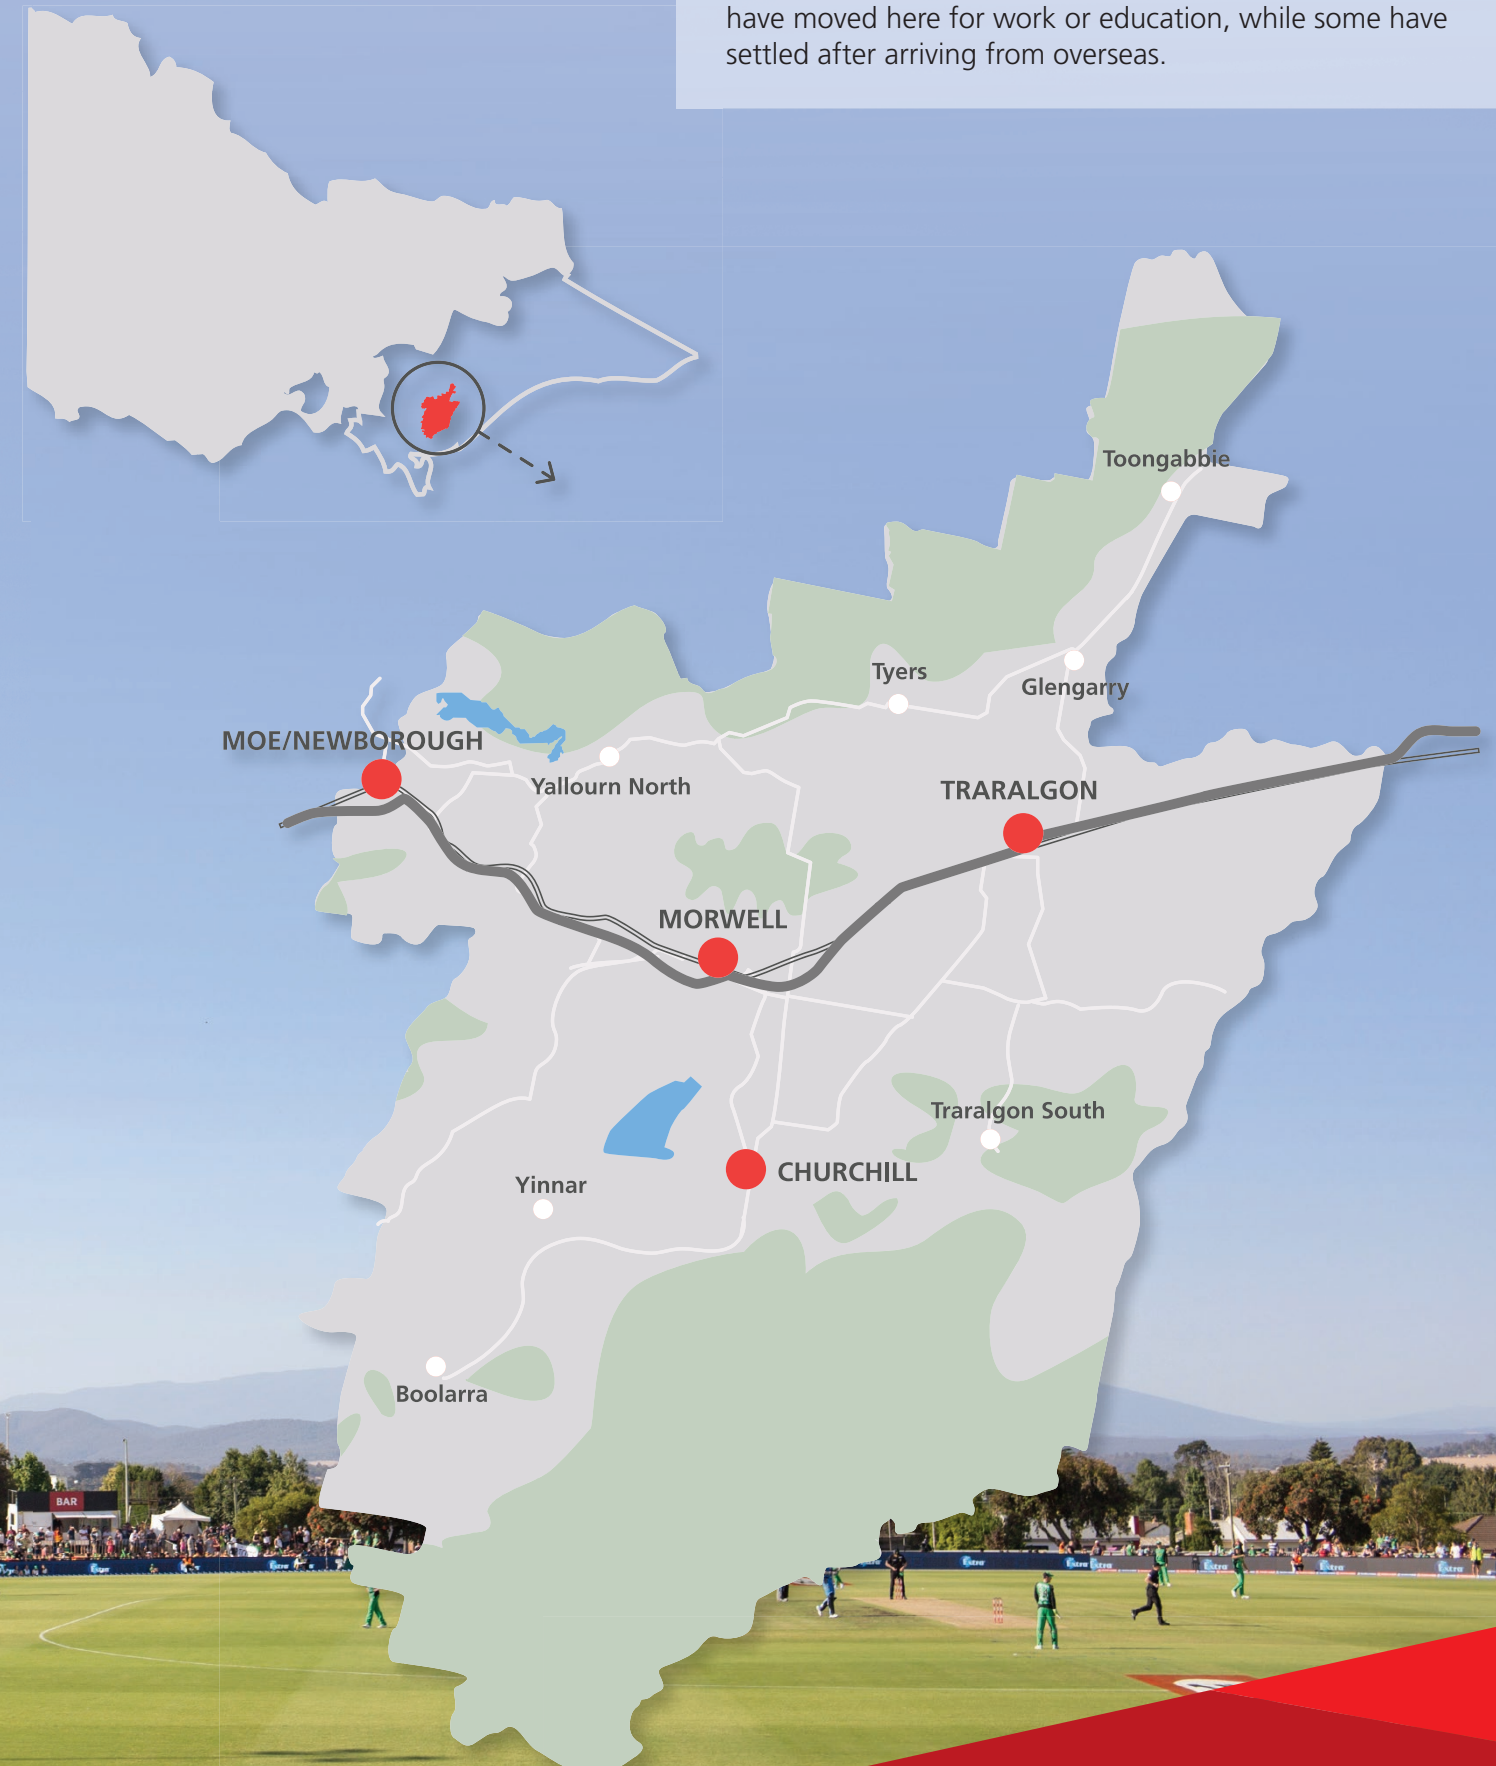 have moved here for work or education, while some have
settled after arriving from overseas.
Toongabbie
Tyers
Glengarry
MOE/NEWBOROUGH
Yallourn North
TRARALGON
MORWELL
Traralgon South
CHURCHILL
Yinnar
Boolarra
BAR